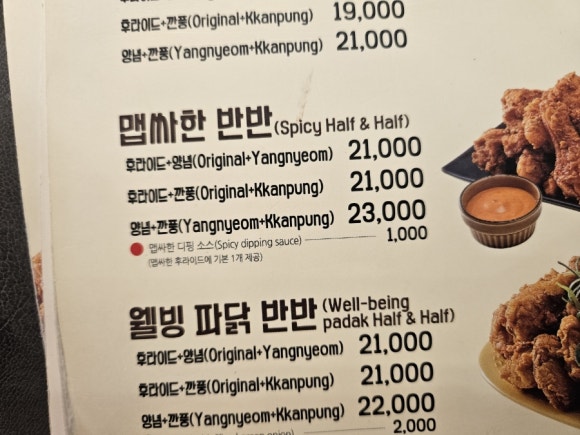 후라이드+깐풍(Original+Kkanpung) 19,000
양념+깐풍(Yangnyeom+Kkanpung) 21,000
맵싸한 반반(Spicy Half & Half)
후라이드+양념(Original+Yangnyeom) 21,000
후라이드+깐풍(Original+Kkanpung) 21,000
양념+깐풍(Yangnyeom+Kkanpung) 23,000
맵싸한 디핑 소스(Spicy dipping sauce) 1,000
(맵싸한 후라이드에 기본 1개 제공)
웰빙 파닭 반반 (Well-being
padak Half & Half)
후라이드+양념(Original+Yangnyeom) 21,000
후라이드+깐풍(Original+Kkanpung) 21,000
양념+깐풍(Yangnyeom+Kkanpung) 22,000
2,000